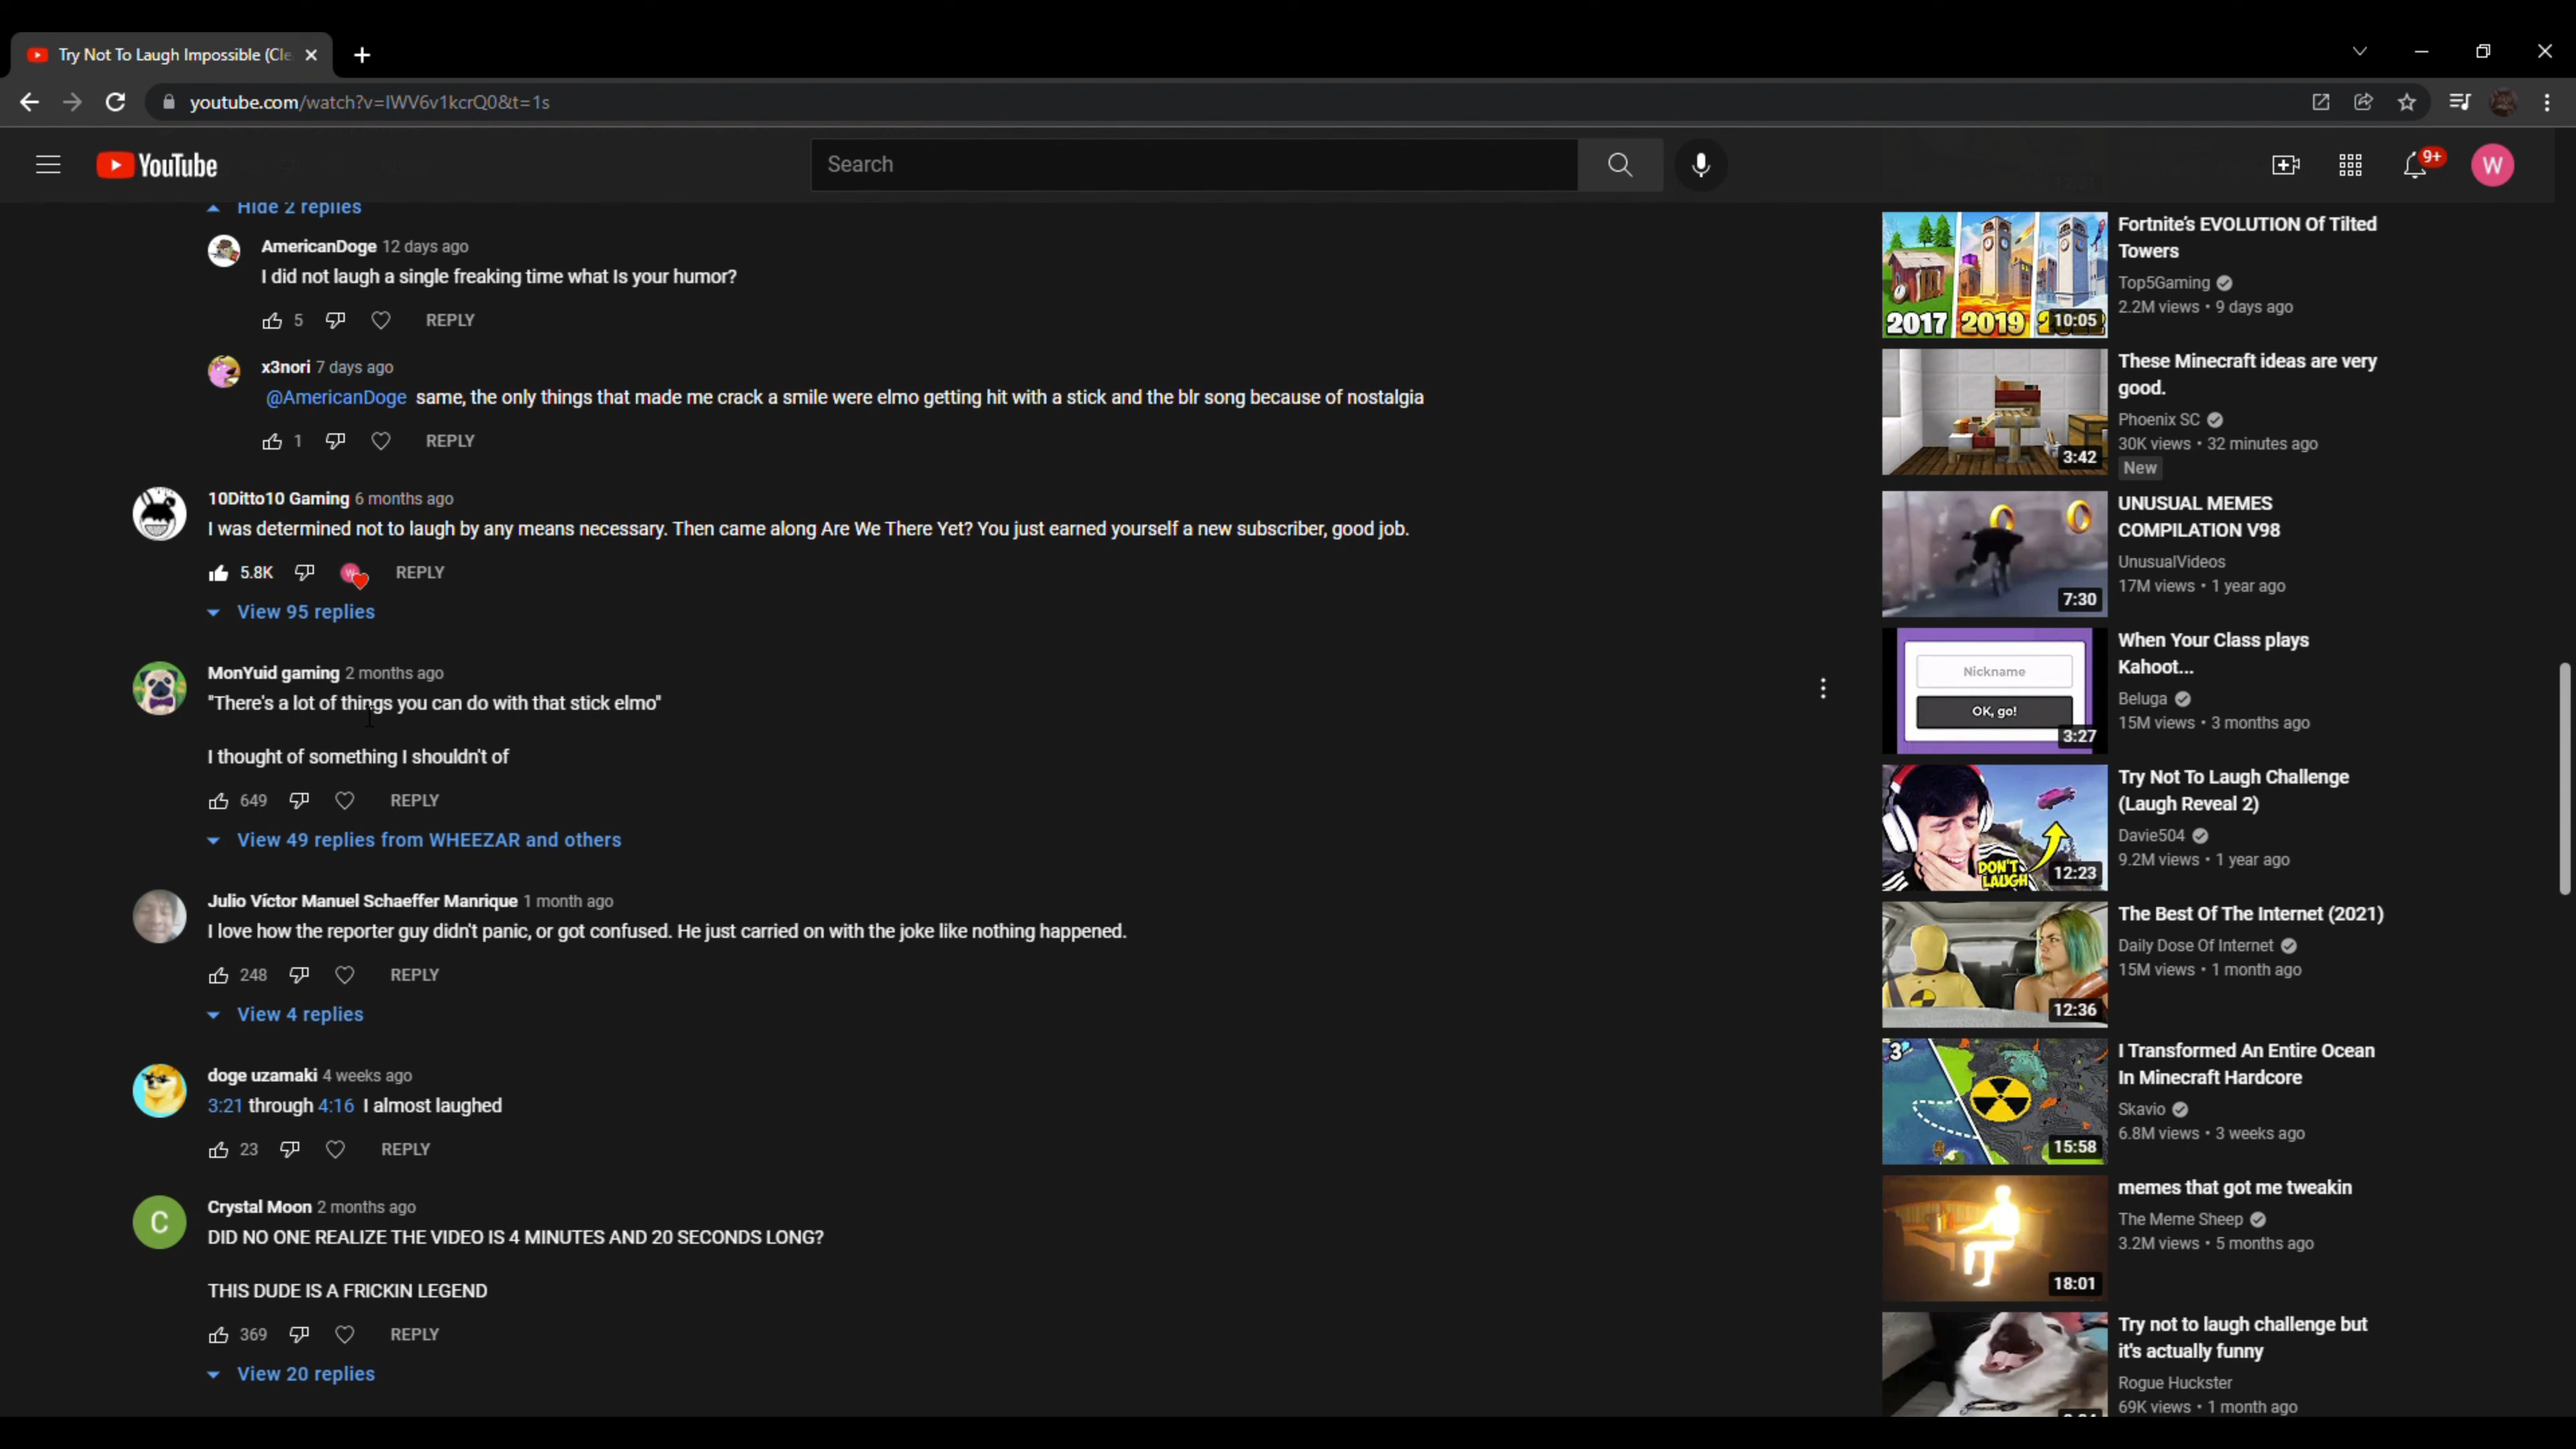 Try Not To Laugh Impossible (Cle
youtube.com/watch?v=IWV6v1kcrQ0&t=1s
YouTube
Search
9+
W
Hide 2 replies
AmericanDoge 12 days ago
I did not laugh a single freaking time what Is your humor?
5 REPLY
x3nori 7 days ago
@AmericanDoge same, the only things that made me crack a smile were elmo getting hit with a stick and the blr song because of nostalgia
1 REPLY
10Ditto10 Gaming 6 months ago
I was determined not to laugh by any means necessary. Then came along Are We There Yet? You just earned yourself a new subscriber, good job.
5.8K W REPLY
View 95 replies
MonYuid gaming 2 months ago
"There's a lot of things you can do with that stick elmo"
I thought of something I shouldn't of
649 REPLY
View 49 replies from WHEEZAR and others
Julio Víctor Manuel Schaeffer Manrique 1 month ago
I love how the reporter guy didn't panic, or got confused. He just carried on with the joke like nothing happened.
248 REPLY
View 4 replies
doge uzamaki 4 weeks ago
3:21 through 4:16 I almost laughed
23 REPLY
C
Crystal Moon 2 months ago
DID NO ONE REALIZE THE VIDEO IS 4 MINUTES AND 20 SECONDS LONG?
THIS DUDE IS A FRICKIN LEGEND
369 REPLY
View 20 replies
2017 2019
10:05
Fortnite's EVOLUTION Of Tilted
Towers
Top5Gaming
2.2M views • 9 days ago
3:42
These Minecraft ideas are very
good.
Phoenix SC
30K views • 32 minutes ago
New
7:30
UNUSUAL MEMES
COMPILATION V98
UnusualVideos
17M views • 1 year ago
Nickname
OK, go!
3:27
When Your Class plays
Kahoot...
Beluga
15M views • 3 months ago
DON'T
LAUGH
12:23
Try Not To Laugh Challenge
(Laugh Reveal 2)
Davie504
9.2M views • 1 year ago
12:36
The Best Of The Internet (2021)
Daily Dose Of Internet
15M views • 1 month ago
15:58
I Transformed An Entire Ocean
In Minecraft Hardcore
Skavio
6.8M views • 3 weeks ago
18:01
memes that got me tweakin
The Meme Sheep
3.2M views • 5 months ago
Try not to laugh challenge but
it's actually funny
Rogue Huckster
69K views • 1 month ago